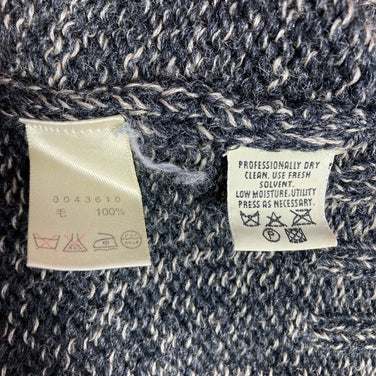 0043610
毛 100%
PROFESSIONALLY DRY
CLEAN. USE FRESH
SOLVENT.
LOW MOISTURE.UTILITY
PRESS AS NECESSARY.